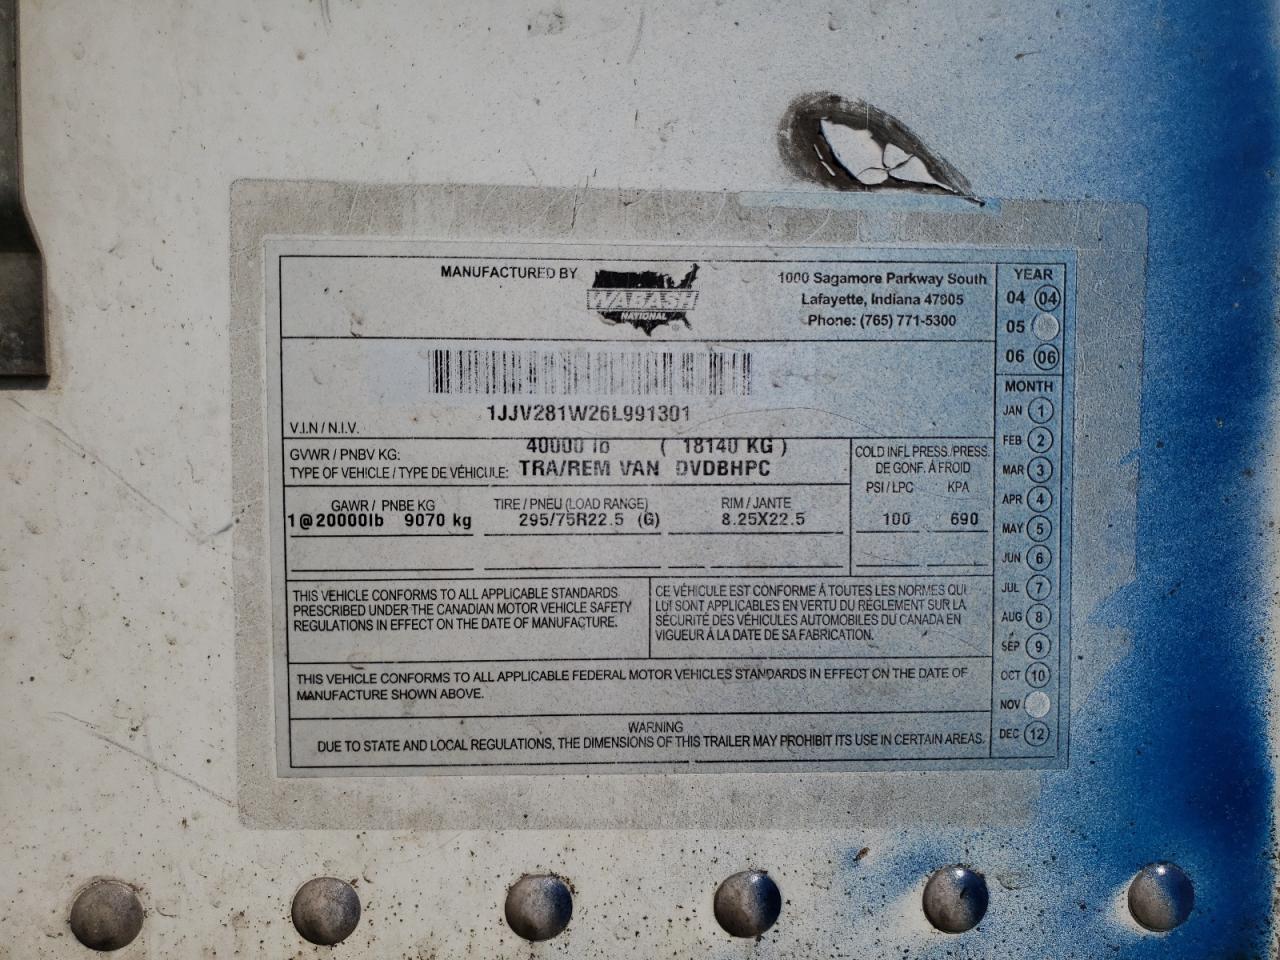 MANUFACTURED BY
WABASH
NATIONAL
1000 Sagamore Parkway South
Lafayette, Indiana 47905
Phone: (765) 771-5300
1JJV281W26L991301
V.I.N / N.I.V.
GVWR / PNBV KG: 40000 lb ( 18140 KG )
TYPE OF VEHICLE / TYPE DE VÉHICULE: TRA/REM VAN DVDBHPC
COLD INFL PRESS./PRESS.
DE GONF. À FROID
PSI / LPC KPA
100 690
GAWR / PNBE KG TIRE / PNEU (LOAD RANGE) RIM / JANTE
1@20000lb 9070 kg 295/75R22.5 (G) 8.25X22.5
THIS VEHICLE CONFORMS TO ALL APPLICABLE STANDARDS
PRESCRIBED UNDER THE CANADIAN MOTOR VEHICLE SAFETY
REGULATIONS IN EFFECT ON THE DATE OF MANUFACTURE.
CE VÉHICULE EST CONFORME À TOUTES LES NORMES QUI
LUI SONT APPLICABLES EN VERTU DU RÈGLEMENT SUR LA
SÉCURITÉ DES VÉHICULES AUTOMOBILES DU CANADA EN
VIGUEUR À LA DATE DE SA FABRICATION.
THIS VEHICLE CONFORMS TO ALL APPLICABLE FEDERAL MOTOR VEHICLES STANDARDS IN EFFECT ON THE DATE OF
MANUFACTURE SHOWN ABOVE.
WARNING
DUE TO STATE AND LOCAL REGULATIONS, THE DIMENSIONS OF THIS TRAILER MAY PROHIBIT ITS USE IN CERTAIN AREAS.
YEAR
04 04
05
06 06
MONTH
JAN 1
FEB 2
MAR 3
APR 4
MAY 5
JUN 6
JUL 7
AUG 8
SEP 9
OCT 10
NOV
DEC 12